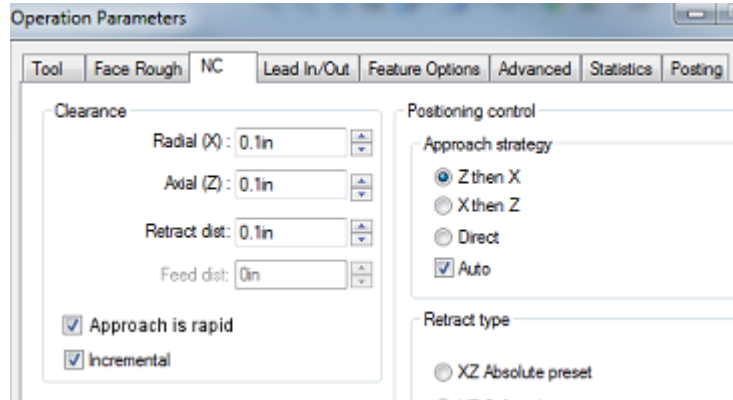 Operation Parameters
Tool Face Rough NC Lead In/Out Feature Options Advanced Statistics Posting
Clearance
Radial (X) : 0.1in
Axial (Z) : 0.1in
Retract dist: 0.1in
Feed dist: 0in
Approach is rapid
Incremental
Positioning control
Approach strategy
Z then X
X then Z
Direct
Auto
Retract type
XZ Absolute preset